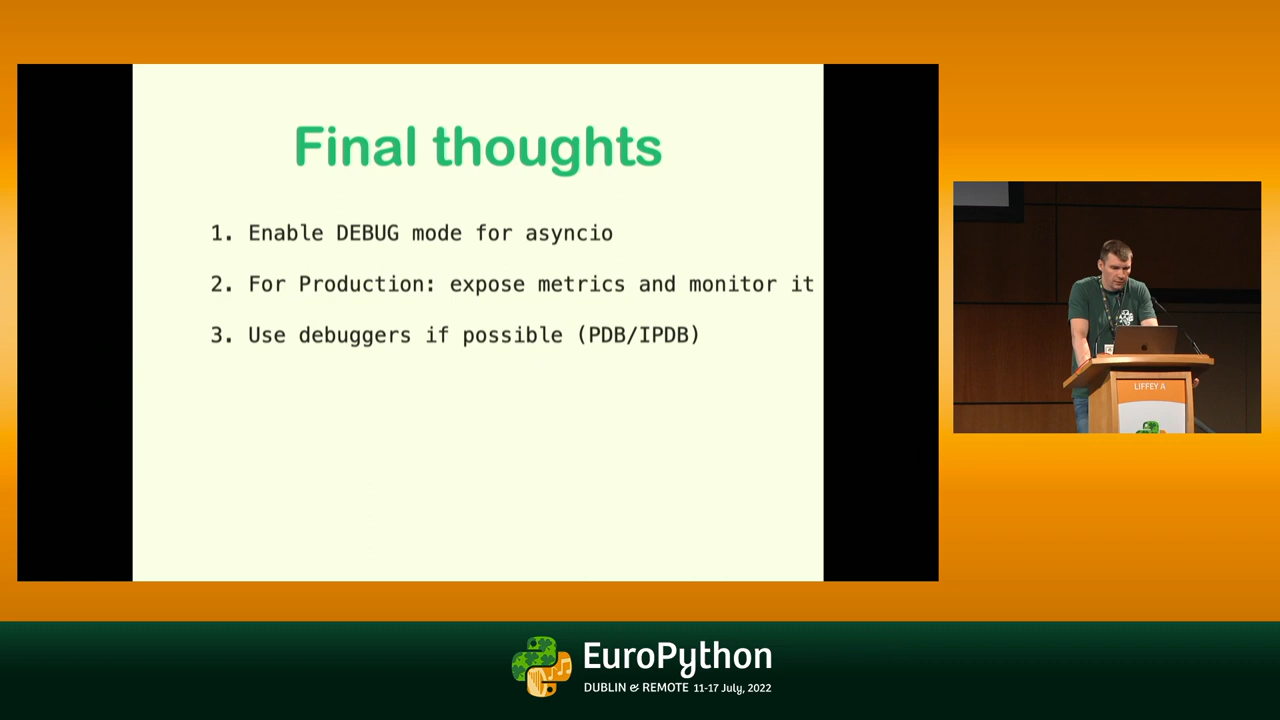 Final thoughts
1. Enable DEBUG mode for asyncio
2. For Production: expose metrics and monitor it
3. Use debuggers if possible (PDB/IPDB)
LIFFEY A
EuroPython
DUBLIN & REMOTE 11-17 July, 2022